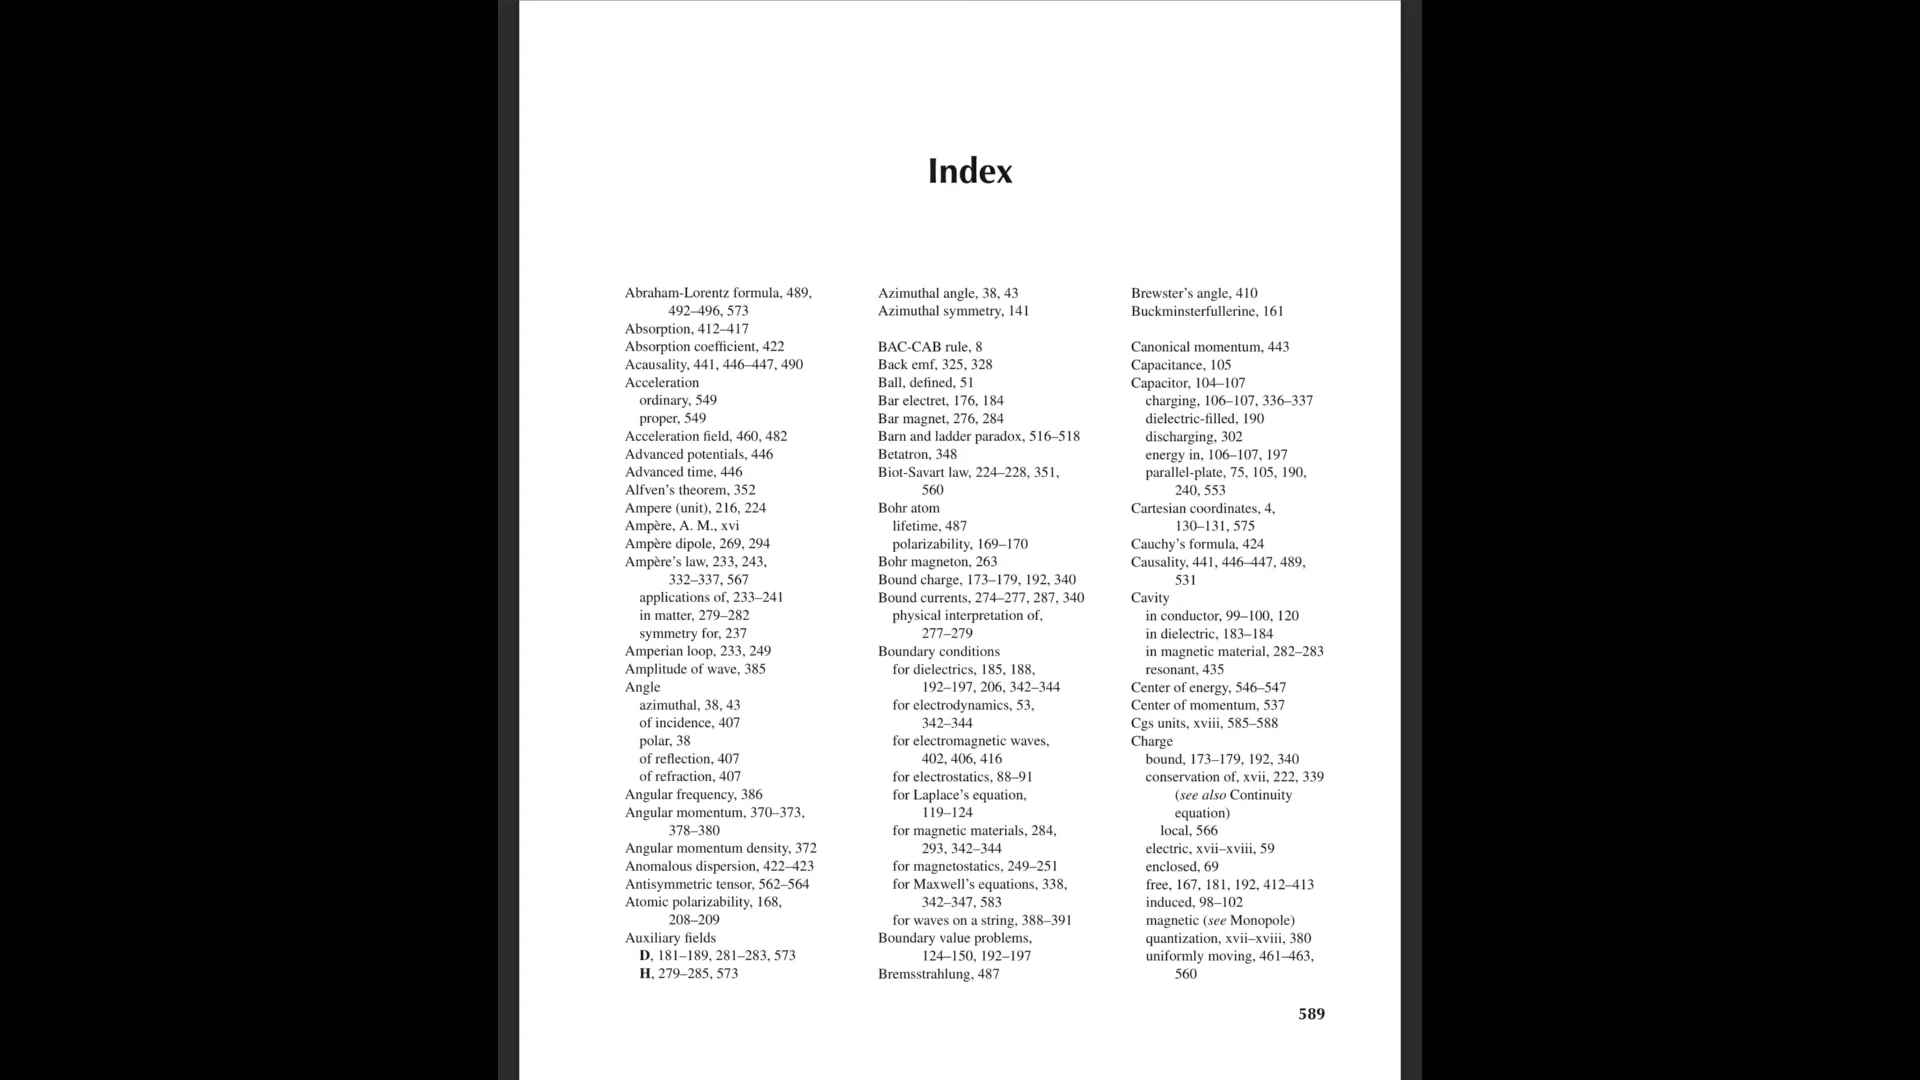 Index
Abraham-Lorentz formula, 489,
492–496, 573
Absorption, 412–417
Absorption coefficient, 422
Acausality, 441, 446–447, 490
Acceleration
ordinary, 549
proper, 549
Acceleration field, 460, 482
Advanced potentials, 446
Advanced time, 446
Alfven's theorem, 352
Ampere (unit), 216, 224
Ampère, A. M., xvi
Ampère dipole, 269, 294
Ampère's law, 233, 243,
332–337, 567
applications of, 233–241
in matter, 279–282
symmetry for, 237
Amperian loop, 233, 249
Amplitude of wave, 385
Angle
azimuthal, 38, 43
of incidence, 407
polar, 38
of reflection, 407
of refraction, 407
Angular frequency, 386
Angular momentum, 370–373,
378–380
Angular momentum density, 372
Anomalous dispersion, 422–423
Antisymmetric tensor, 562–564
Atomic polarizability, 168,
208–209
Auxiliary fields
D, 181–189, 281–283, 573
H, 279–285, 573
Azimuthal angle, 38, 43
Azimuthal symmetry, 141
BAC-CAB rule, 8
Back emf, 325, 328
Ball, defined, 51
Bar electret, 176, 184
Bar magnet, 276, 284
Barn and ladder paradox, 516–518
Betatron, 348
Biot-Savart law, 224–228, 351,
560
Bohr atom
lifetime, 487
polarizability, 169–170
Bohr magneton, 263
Bound charge, 173–179, 192, 340
Bound currents, 274–277, 287, 340
physical interpretation of,
277–279
Boundary conditions
for dielectrics, 185, 188,
192–197, 206, 342–344
for electrodynamics, 53,
342–344
for electromagnetic waves,
402, 406, 416
for electrostatics, 88–91
for Laplace's equation,
119–124
for magnetic materials, 284,
293, 342–344
for magnetostatics, 249–251
for Maxwell's equations, 338,
342–347, 583
for waves on a string, 388–391
Boundary value problems,
124–150, 192–197
Bremsstrahlung, 487
Brewster's angle, 410
Buckminsterfullerine, 161
Canonical momentum, 443
Capacitance, 105
Capacitor, 104–107
charging, 106–107, 336–337
dielectric-filled, 190
discharging, 302
energy in, 106–107, 197
parallel-plate, 75, 105, 190,
240, 553
Cartesian coordinates, 4,
130–131, 575
Cauchy's formula, 424
Causality, 441, 446–447, 489,
531
Cavity
in conductor, 99–100, 120
in dielectric, 183–184
in magnetic material, 282–283
resonant, 435
Center of energy, 546–547
Center of momentum, 537
Cgs units, xviii, 585–588
Charge
bound, 173–179, 192, 340
conservation of, xvii, 222, 339
(see also Continuity
equation)
local, 566
electric, xvii–xviii, 59
enclosed, 69
free, 167, 181, 192, 412–413
induced, 98–102
magnetic (see Monopole)
quantization, xvii–xviii, 380
uniformly moving, 461–463,
560
589